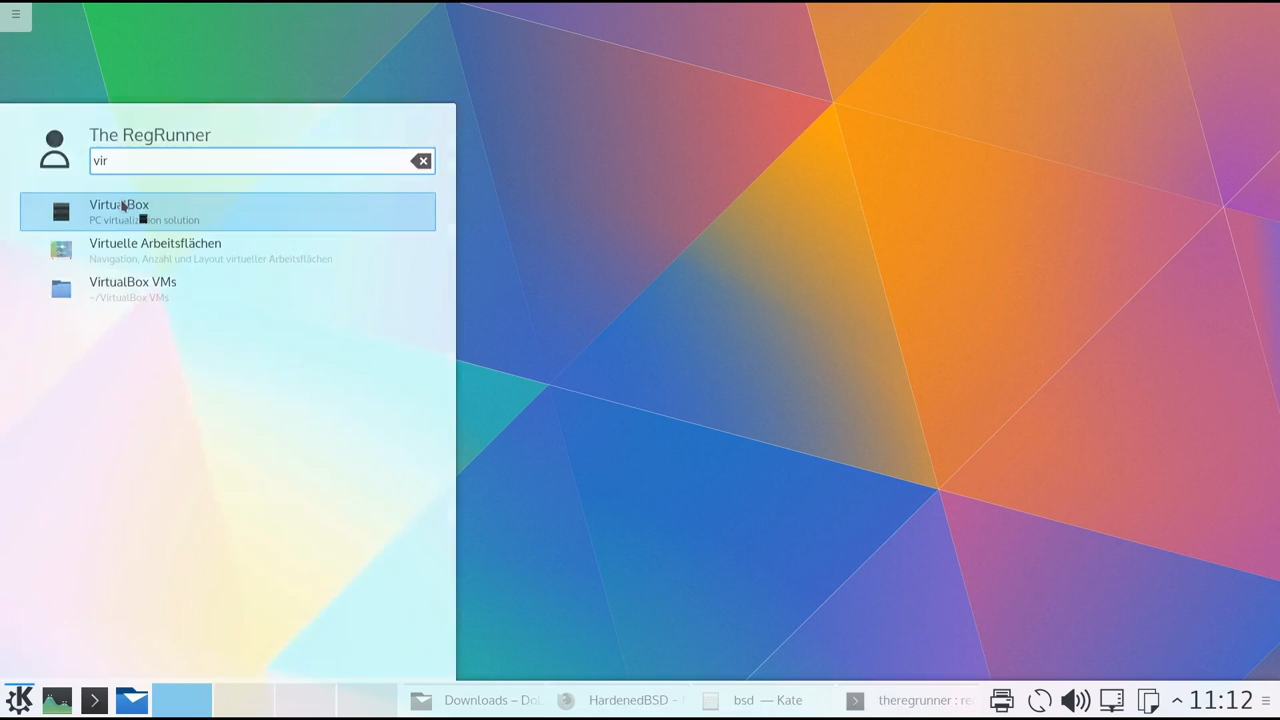 The RegRunner
vir
VirtualBox
PC virtualization solution
Virtuelle Arbeitsflächen
Navigation, Anzahl und Layout virtueller Arbeitsflächen
VirtualBox VMs
~/VirtualBox VMs
Downloads – Dol
HardenedBSD –
bsd — Kate
theregrunner : re
11:12